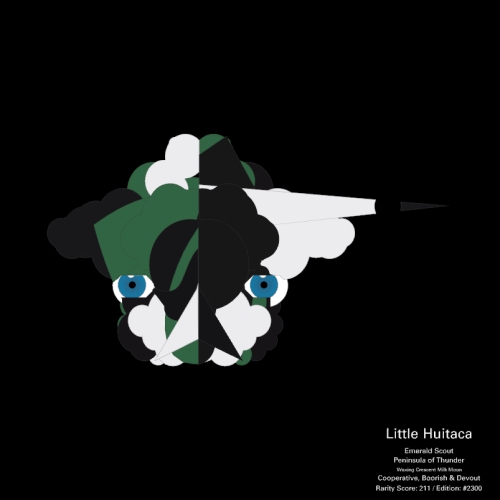 Little Huitaca
Emerald Scout
Peninsula of Thunder
Waxing Crescent Milk Moon
Cooperative, Boorish & Devout
Rarity Score: 211 / Edition: #2300